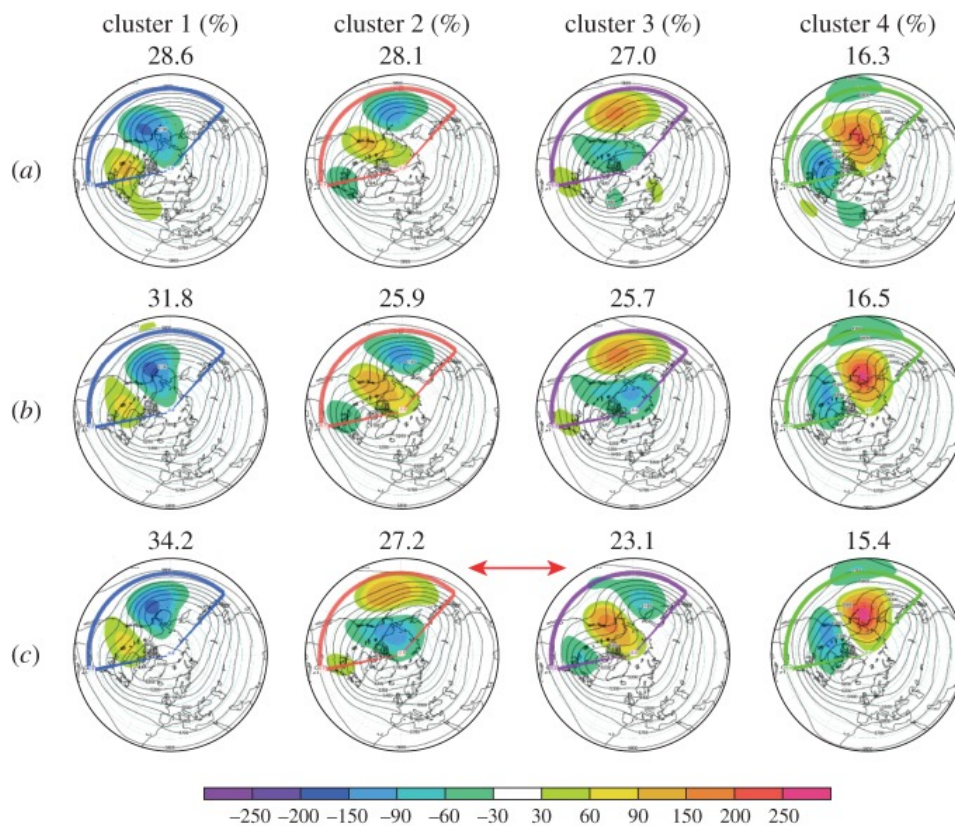 cluster 1 (%) cluster 2 (%) cluster 3 (%) cluster 4 (%)
28.6 28.1 27.0 16.3
(a)
31.8 25.9 25.7 16.5
(b)
34.2 27.2 23.1 15.4
(c)
−250 −200 −150 −90 −60 −30 30 60 90 150 200 250